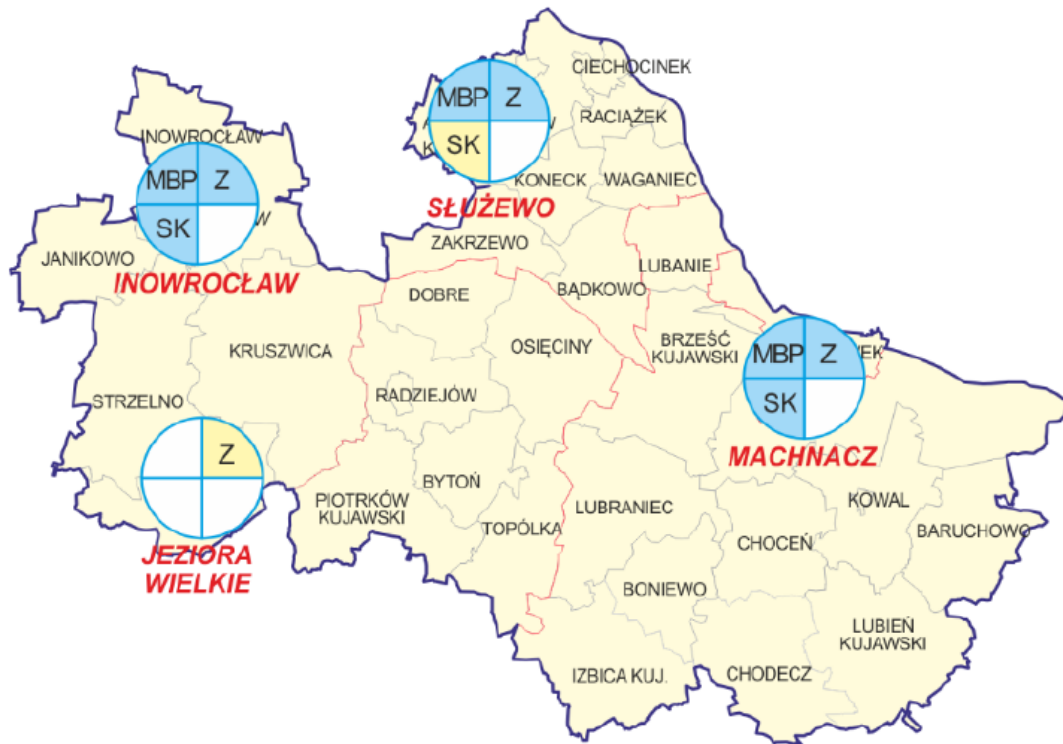 CIECHOCINEK
MBP Z
RACIĄŻEK
SK
INOWROCŁAW
MBP Z
KONECK
WAGANIEC
SŁUŻEWO
SK
ZAKRZEWO
JANIKOWO
LUBANIE
INOWROCŁAW
BĄDKOWO
DOBRE
BRZEŚĆ
KUJAWSKI
OSIĘCINY
KRUSZWICA
MBP Z
RADZIEJÓW
STRZELNO
SK
Z
MACHNACZ
BYTOŃ
PIOTRKÓW
KUJAWSKI
LUBRANIEC
KOWAL
TOPÓLKA
CHOCEŃ
BARUCHOWO
JEZIORA
WIELKIE
BONIEWO
LUBIEŃ
KUJAWSKI
IZBICA KUJ.
CHODECZ